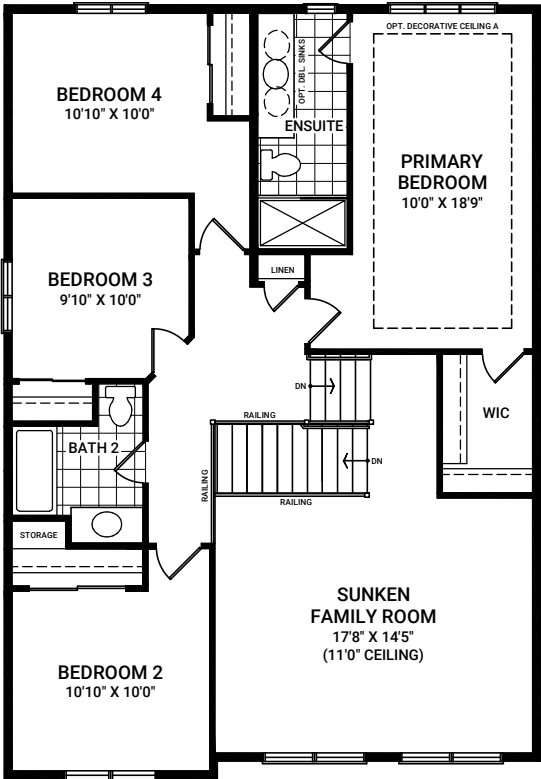 OPT. DECORATIVE CEILING A
BEDROOM 4
10'10" X 10'0"
OPT. DBL. SINKS
ENSUITE
PRIMARY
BEDROOM
10'0" X 18'9"
BEDROOM 3
9'10" X 10'0"
LINEN
DN
WIC
RAILING
BATH 2
DN
RAILING
RAILING
STORAGE
SUNKEN
FAMILY ROOM
17'8" X 14'5"
(11'0" CEILING)
BEDROOM 2
10'10" X 10'0"